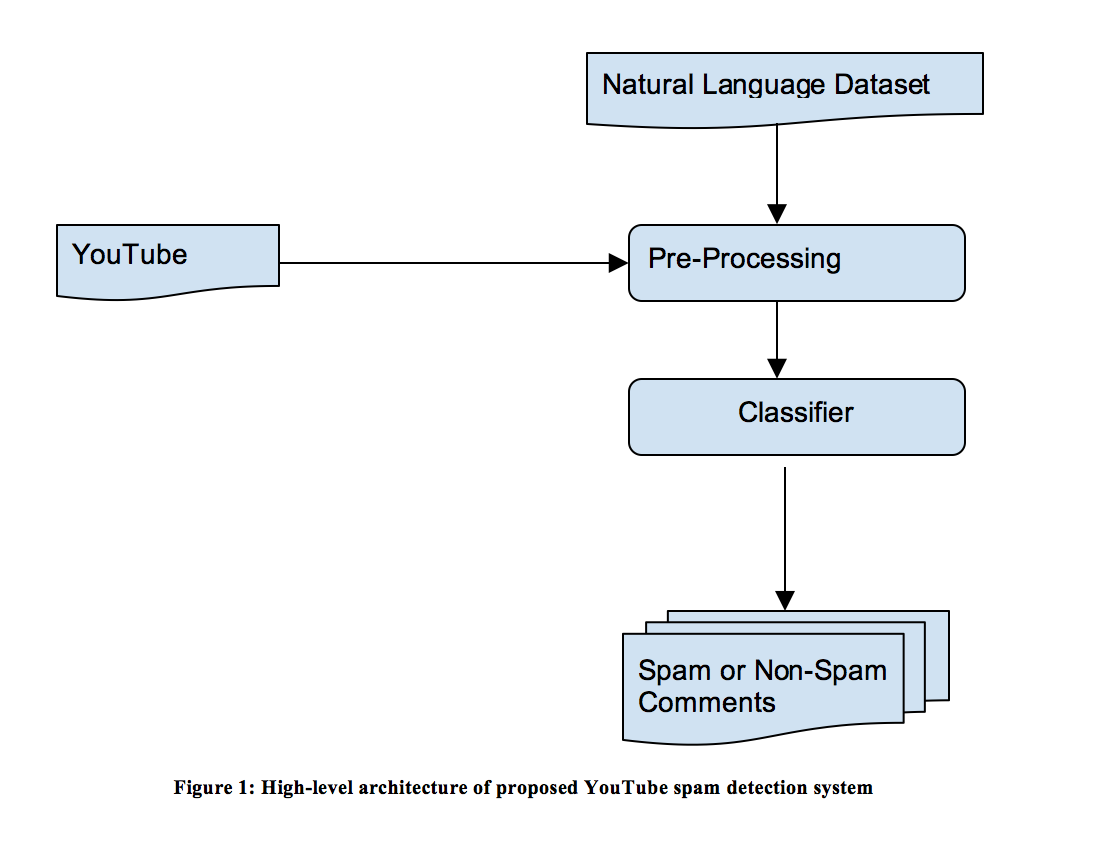 Natural Language Dataset
YouTube
Pre-Processing
Classifier
Spam or Non-Spam
Comments
Figure 1: High-level architecture of proposed YouTube spam detection system